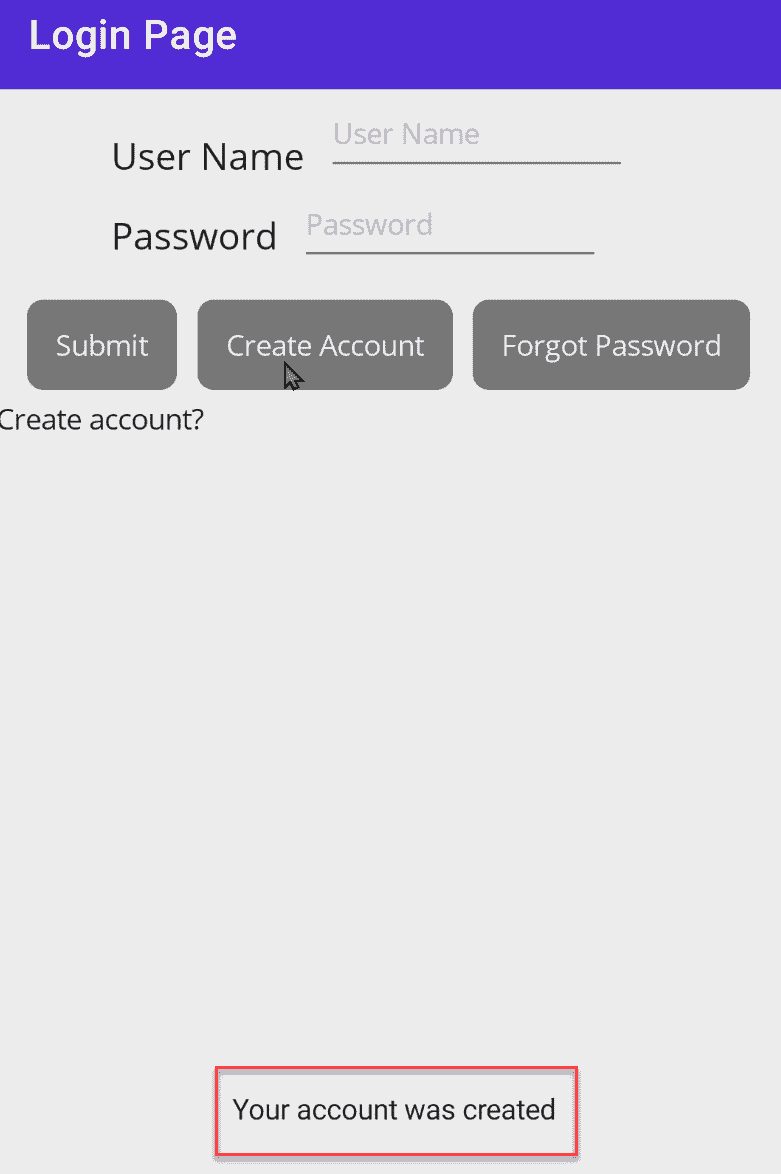 Login Page
User Name User Name
Password Password
Submit Create Account Forgot Password
Create account?
Your account was created